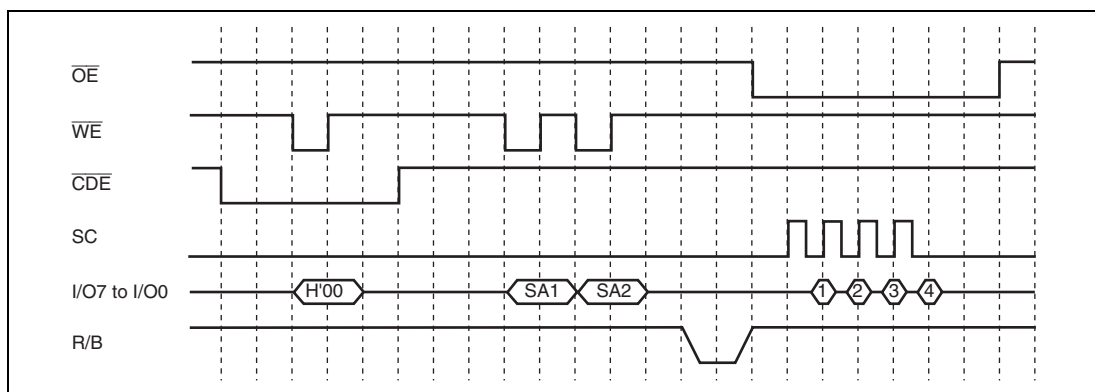 OE
WE
CDE
SC
I/O7 to I/O0 H'00 SA1 SA2 1 2 3 4
R/B